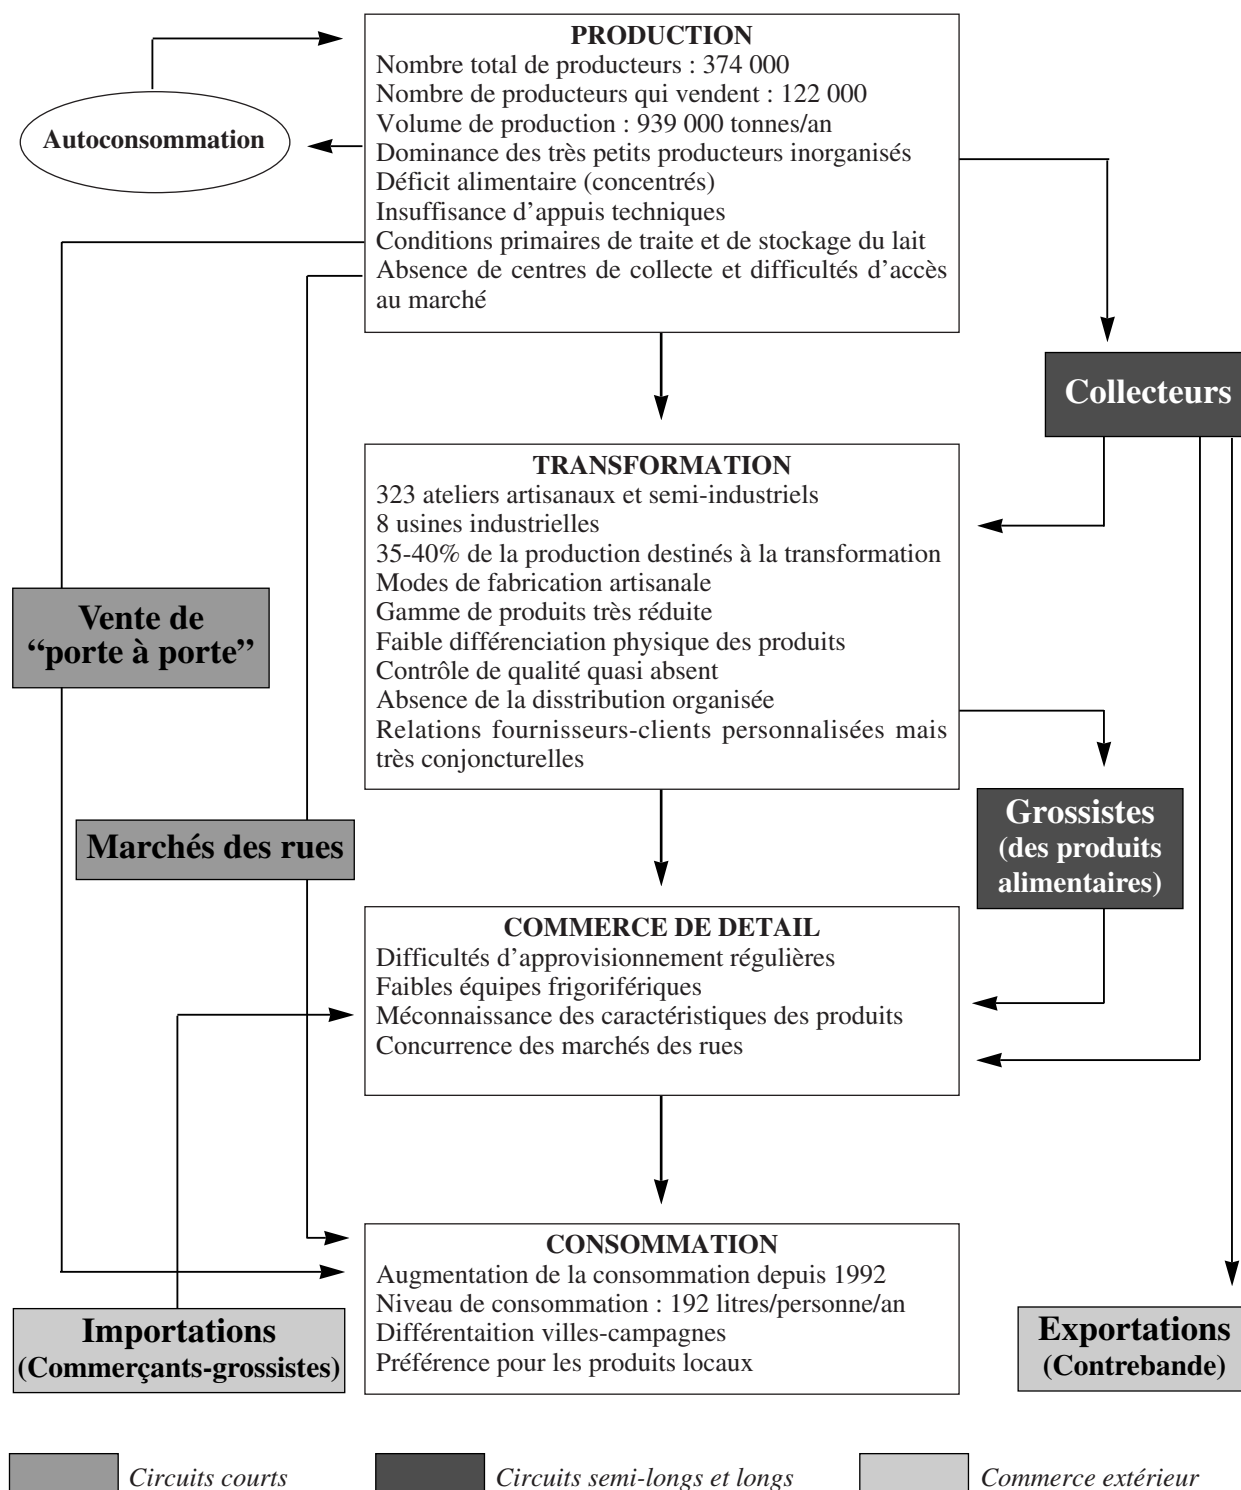 PRODUCTION
Nombre total de producteurs : 374 000
Nombre de producteurs qui vendent : 122 000
Volume de production : 939 000 tonnes/an
Dominance des très petits producteurs inorganisés
Déficit alimentaire (concentrés)
Insuffisance d’appuis techniques
Conditions primaires de traite et de stockage du lait
Absence de centres de collecte et difficultés d’accès
au marché
Autoconsommation
Collecteurs
TRANSFORMATION
323 ateliers artisanaux et semi-industriels
8 usines industrielles
35-40% de la production destinés à la transformation
Modes de fabrication artisanale
Gamme de produits très réduite
Faible différenciation physique des produits
Contrôle de qualité quasi absent
Absence de la disstribution organisée
Relations fournisseurs-clients personnalisées mais
très conjoncturelles
Vente de
“porte à porte”
Marchés des rues
Grossistes
(des produits
alimentaires)
COMMERCE DE DETAIL
Difficultés d’approvisionnement régulières
Faibles équipes frigorifériques
Méconnaissance des caractéristiques des produits
Concurrence des marchés des rues
CONSOMMATION
Augmentation de la consommation depuis 1992
Niveau de consommation : 192 litres/personne/an
Différentaition villes-campagnes
Préférence pour les produits locaux
Importations
(Commerçants-grossistes)
Exportations
(Contrebande)
Circuits courts
Circuits semi-longs et longs
Commerce extérieur